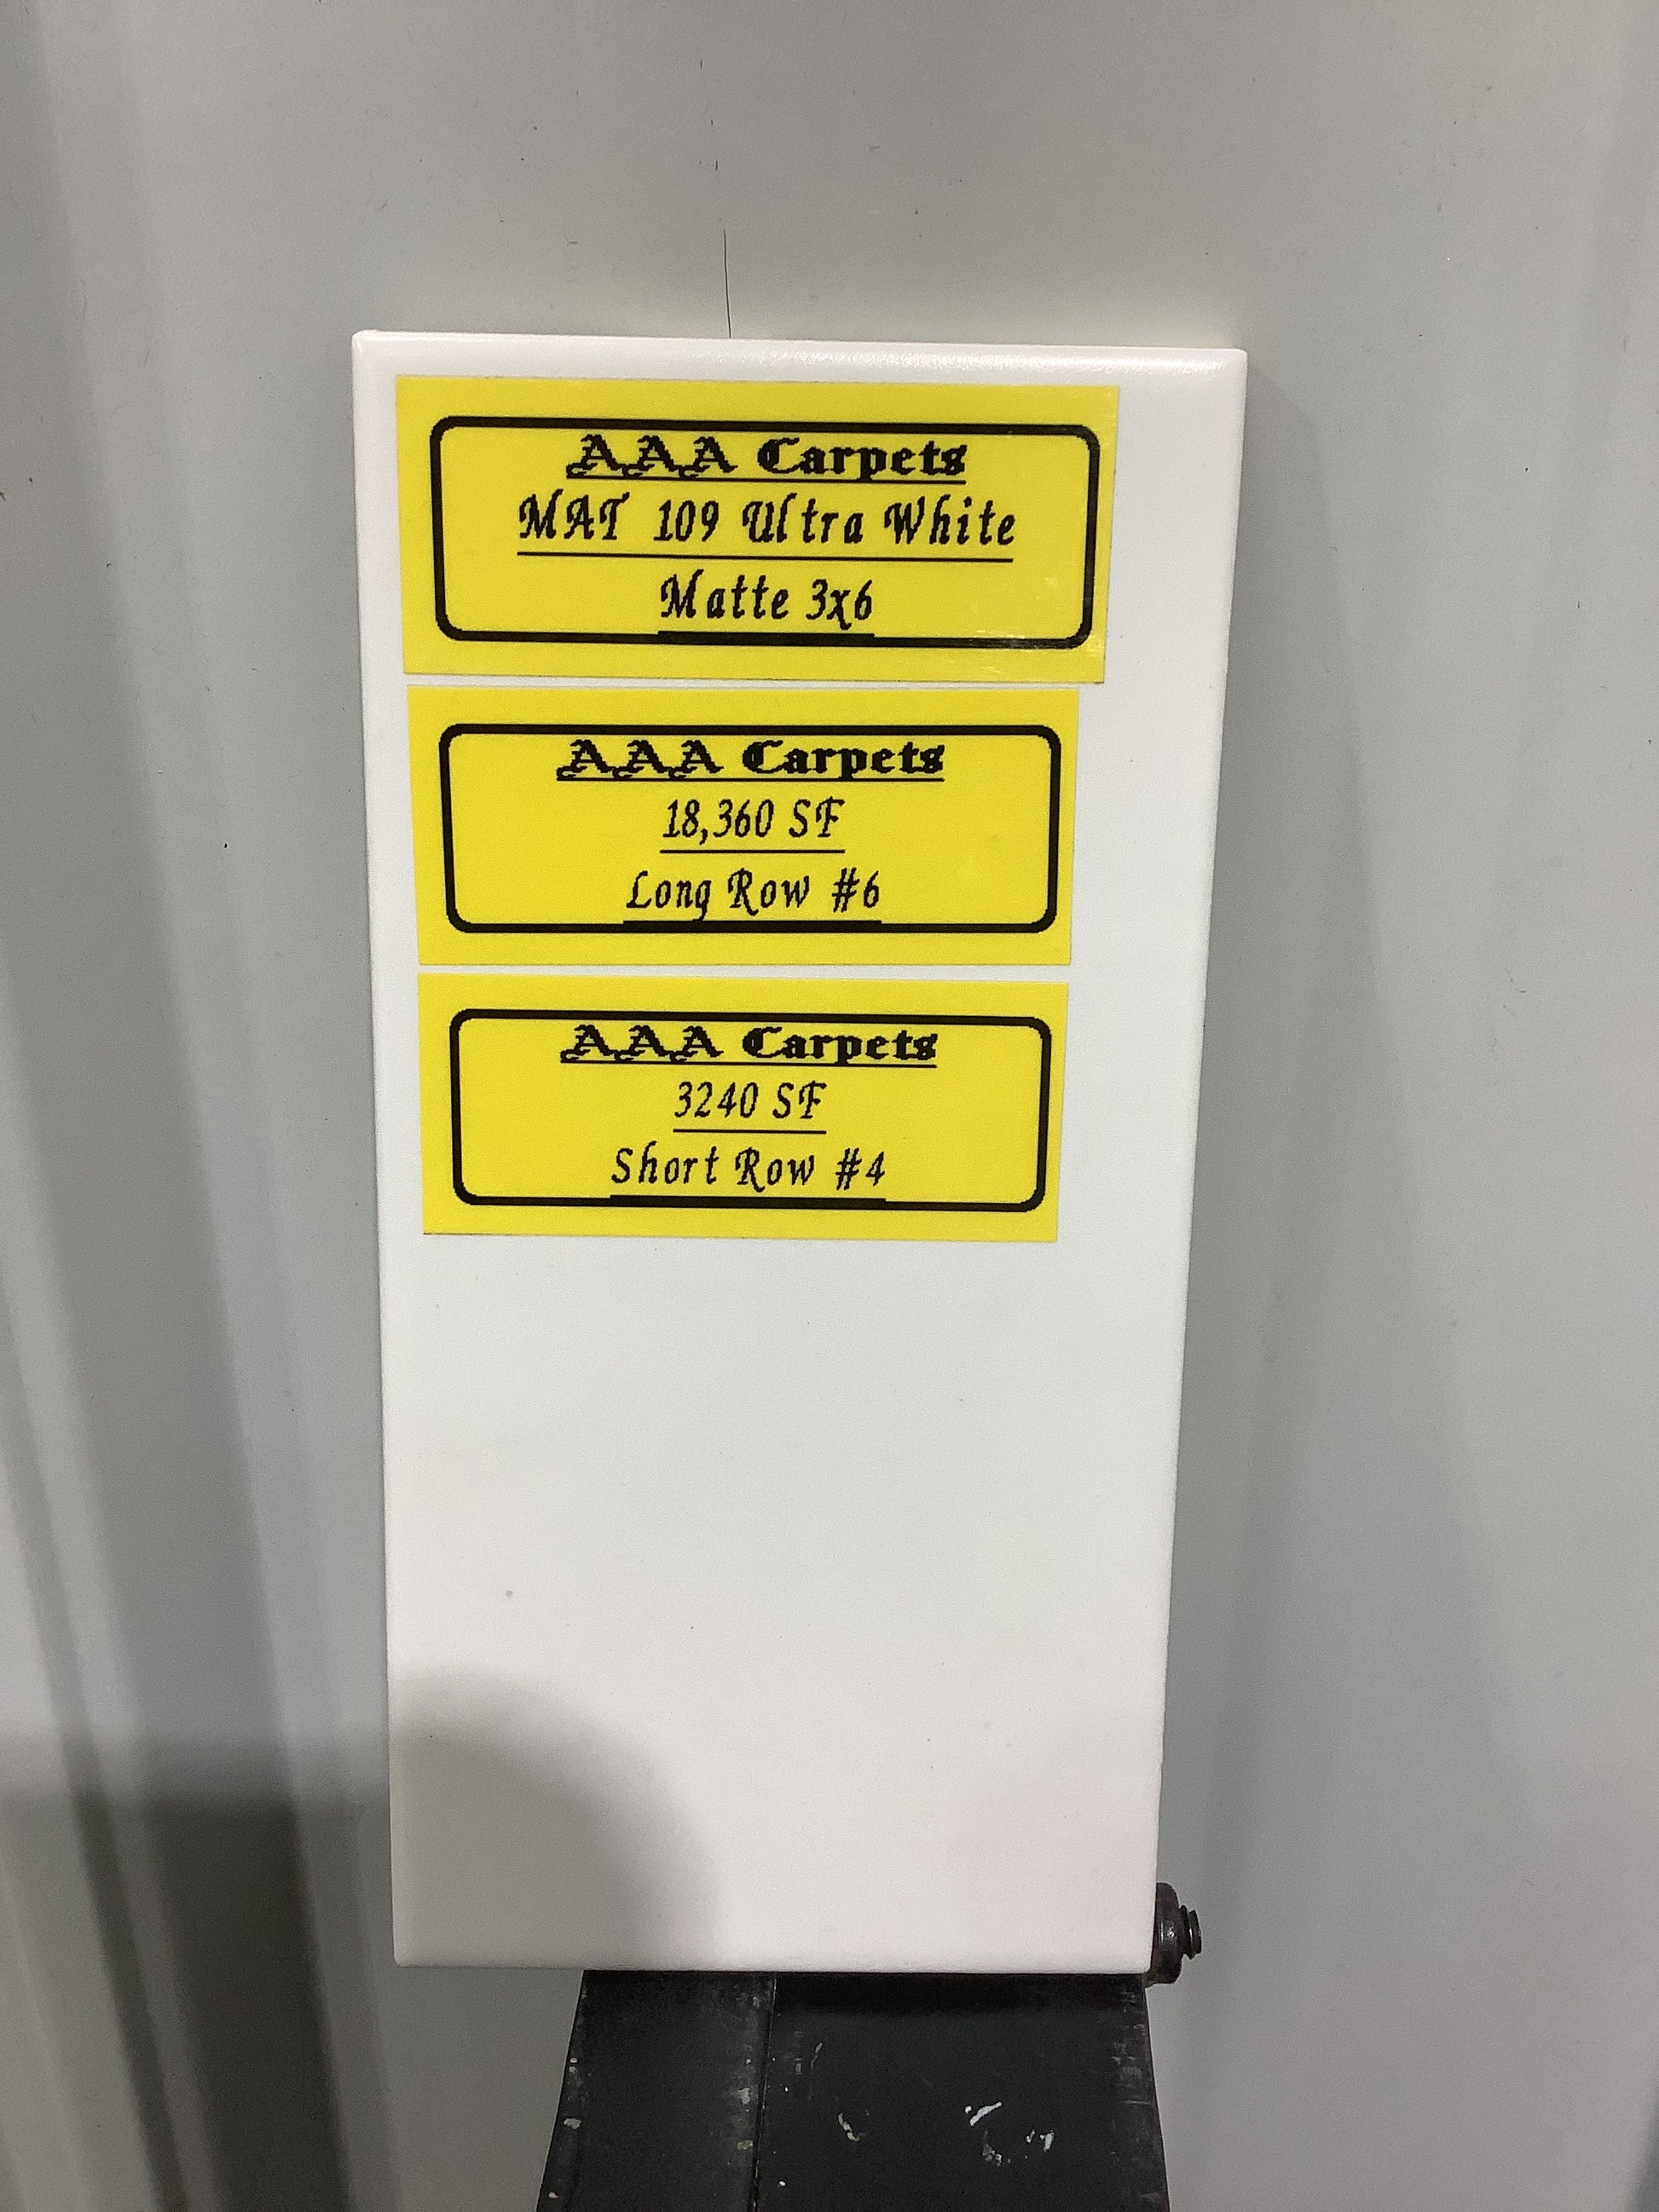 AAA Carpets
MAT 109 Ultra White
Matte 3x6
AAA Carpets
18,360 SF
Long Row #6
AAA Carpets
3240 SF
Short Row #4